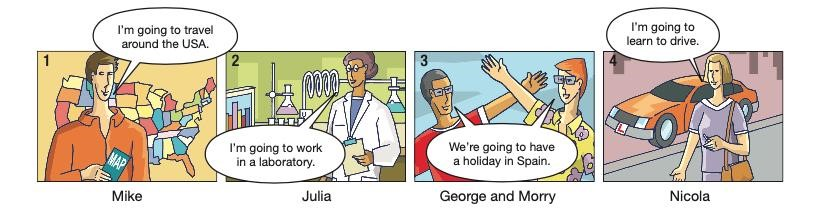 I'm going to travel
around the USA.
1
MAP
Mike
2
I'm going to work
in a laboratory.
Julia
3
We're going to have
a holiday in Spain.
George and Morry
I'm going to
learn to drive.
4
L
Nicola